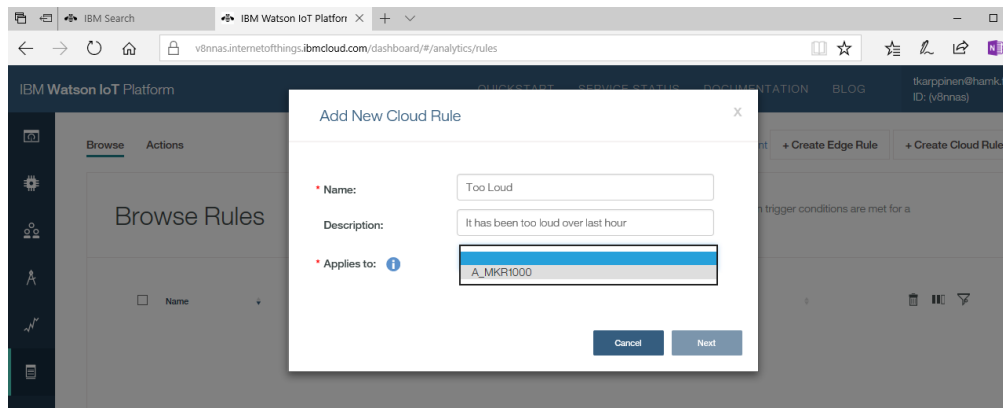 IBM Search
IBM Watson IoT Platforr
v8nnas.internetofthings.ibmcloud.com/dashboard/#/analytics/rules
IBM Watson IoT Platform
QUICKSTART SERVICE STATUS DOCUMENTATION BLOG
tkarppinen@hamk.
ID: (v8nnas)
Browse Actions
+ Create Edge Rule
+ Create Cloud Rule
Browse Rules
trigger conditions are met for a
Name
Add New Cloud Rule
X
* Name:
Too Loud
Description:
It has been too loud over last hour
* Applies to:
A_MKR1000
Cancel
Next